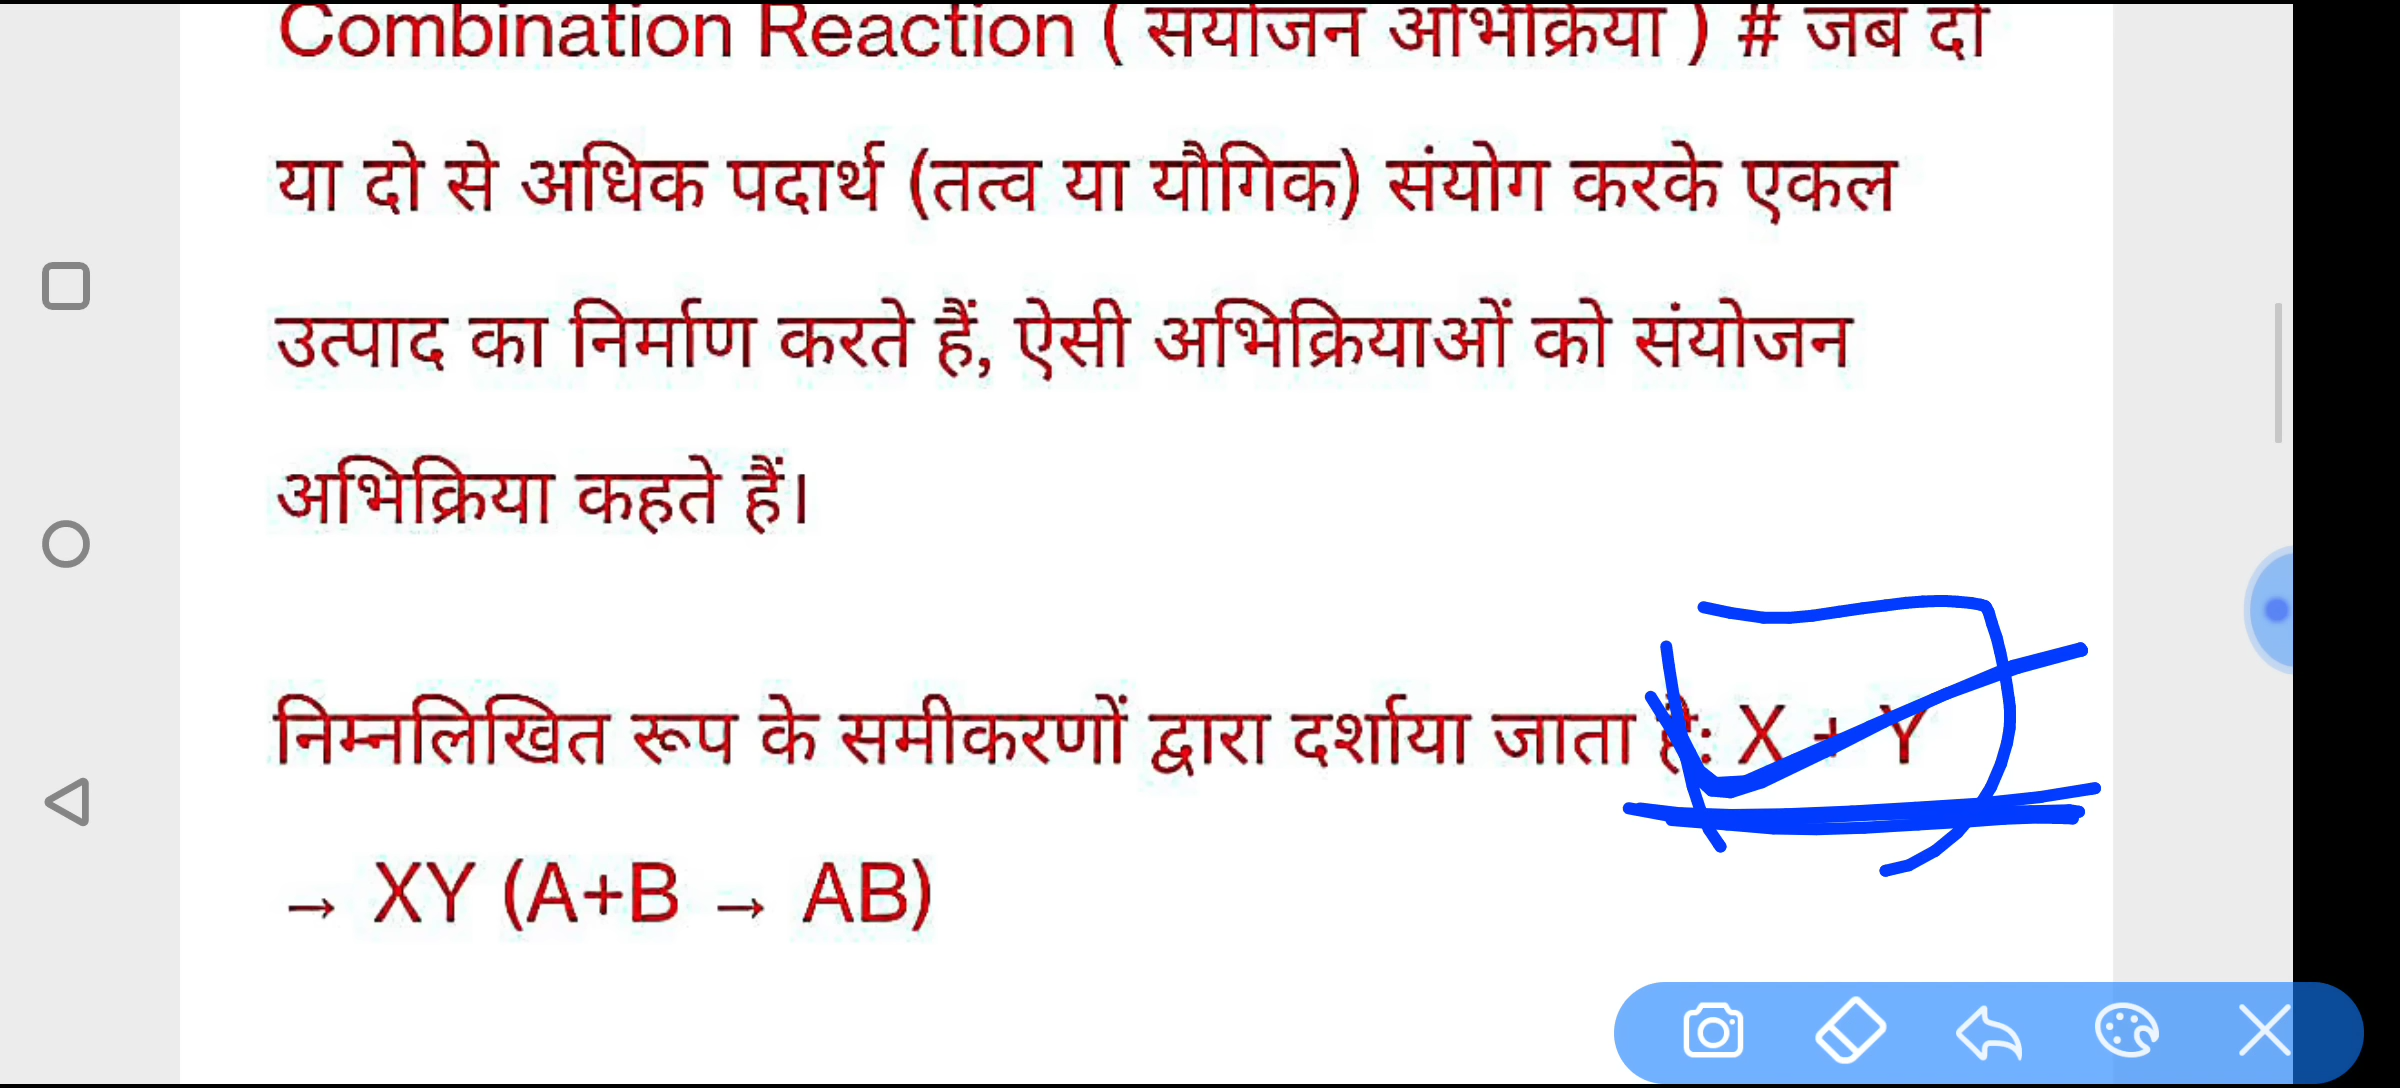 Combination Reaction ( संयोजन अभिक्रिया ) # जब दो
या दो से अधिक पदार्थ (तत्व या यौगिक) संयोग करके एकल
उत्पाद का निर्माण करते हैं, ऐसी अभिक्रियाओं को संयोजन
अभिक्रिया कहते हैं।
निम्नलिखित रूप के समीकरणों द्वारा दर्शाया जाता है: X + Y
→ XY (A+B → AB)